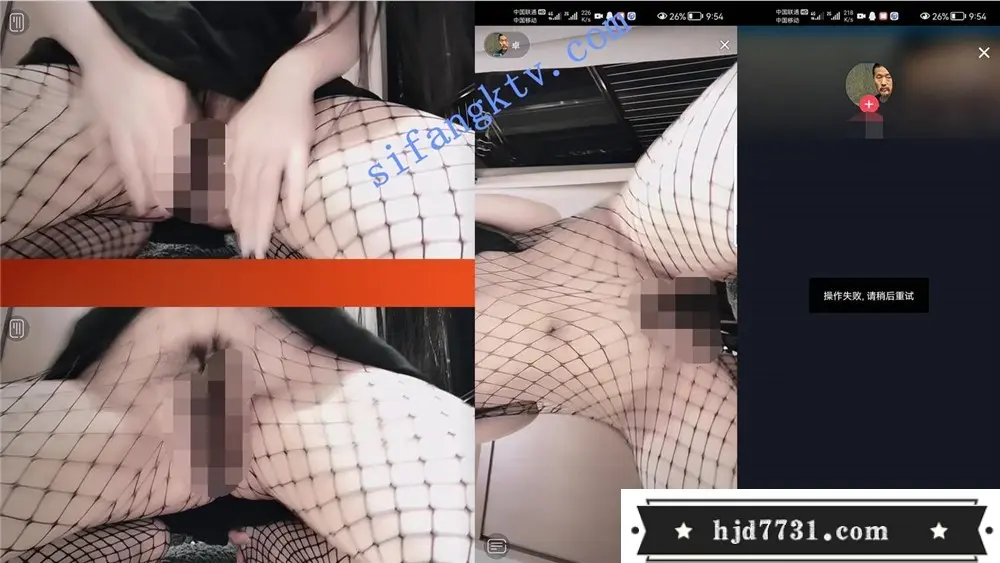 中国联通 HD
中国移动
226
K/s
26% 9:54
中国联通 HD
中国移动
218
K/s
26% 9:54
卓
sifangktv.com
操作失败, 请稍后重试
hjd7731.com